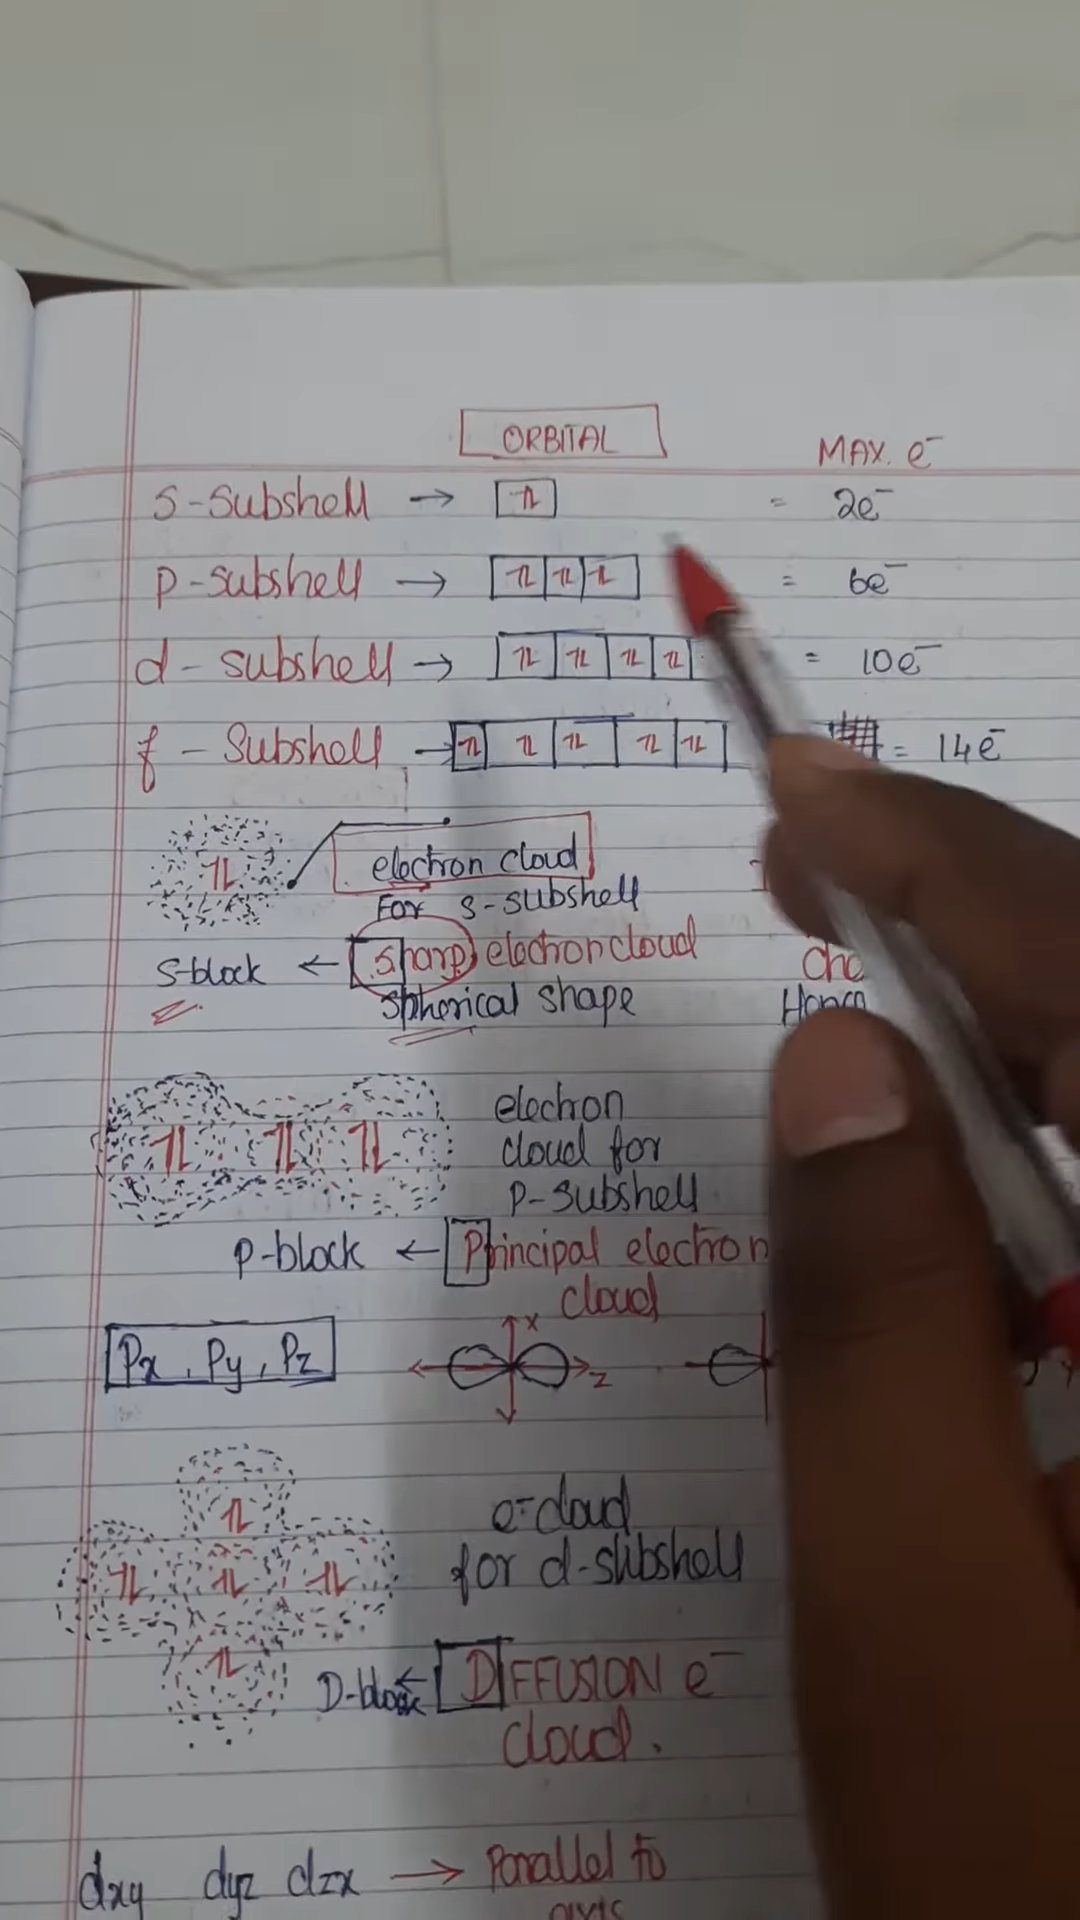 ORBITAL MAX. e⁻
s-subshell → ⥮ = 2e⁻
p-subshell → ⥮ ⥮ ⥮ = 6e⁻
d-subshell → ⥮ ⥮ ⥮ ⥮ = 10e⁻
f-Subshell → ⥮ ⥮ ⥮ ⥮ ⥮ = 14e⁻
⥮ electron cloud
For s-subshell
s-block ← Sharp electron cloud
spherical shape
electron
⥮ ⥮ ⥮ cloud for
p-subshell
p-block ← Principal electron
cloud
Px, Py, Pz x z
⥮ e⁻cloud
⥮ ⥮ ⥮ for d-subshell
⥮ D-block ← DIFFUSION e⁻
cloud.
dxy dyz dzx → Parallel to
axis